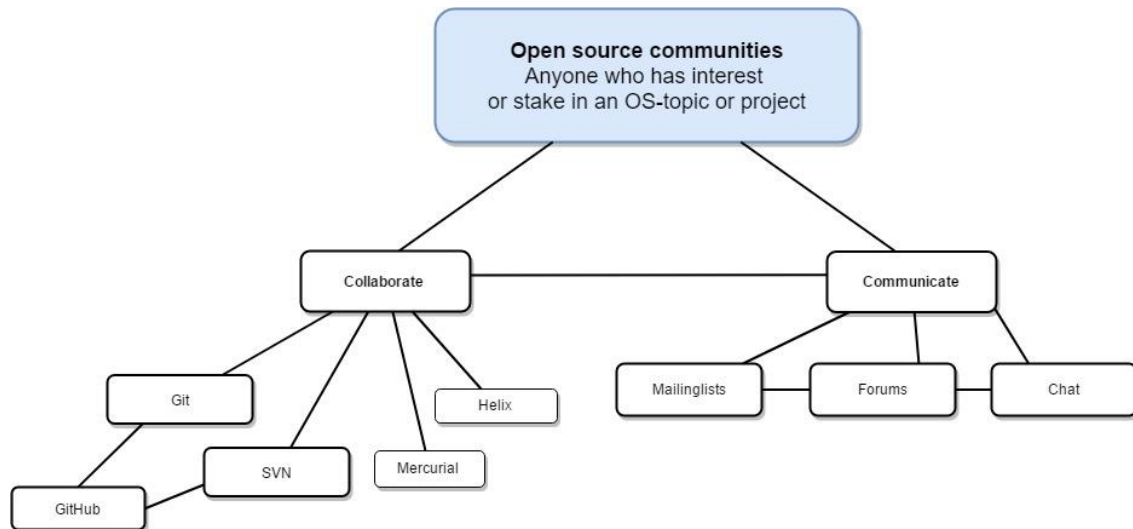 Open source communities
Anyone who has interest
or stake in an OS-topic or project
Collaborate
Communicate
Git
Helix
Mailinglists
Forums
Chat
SVN
Mercurial
GitHub